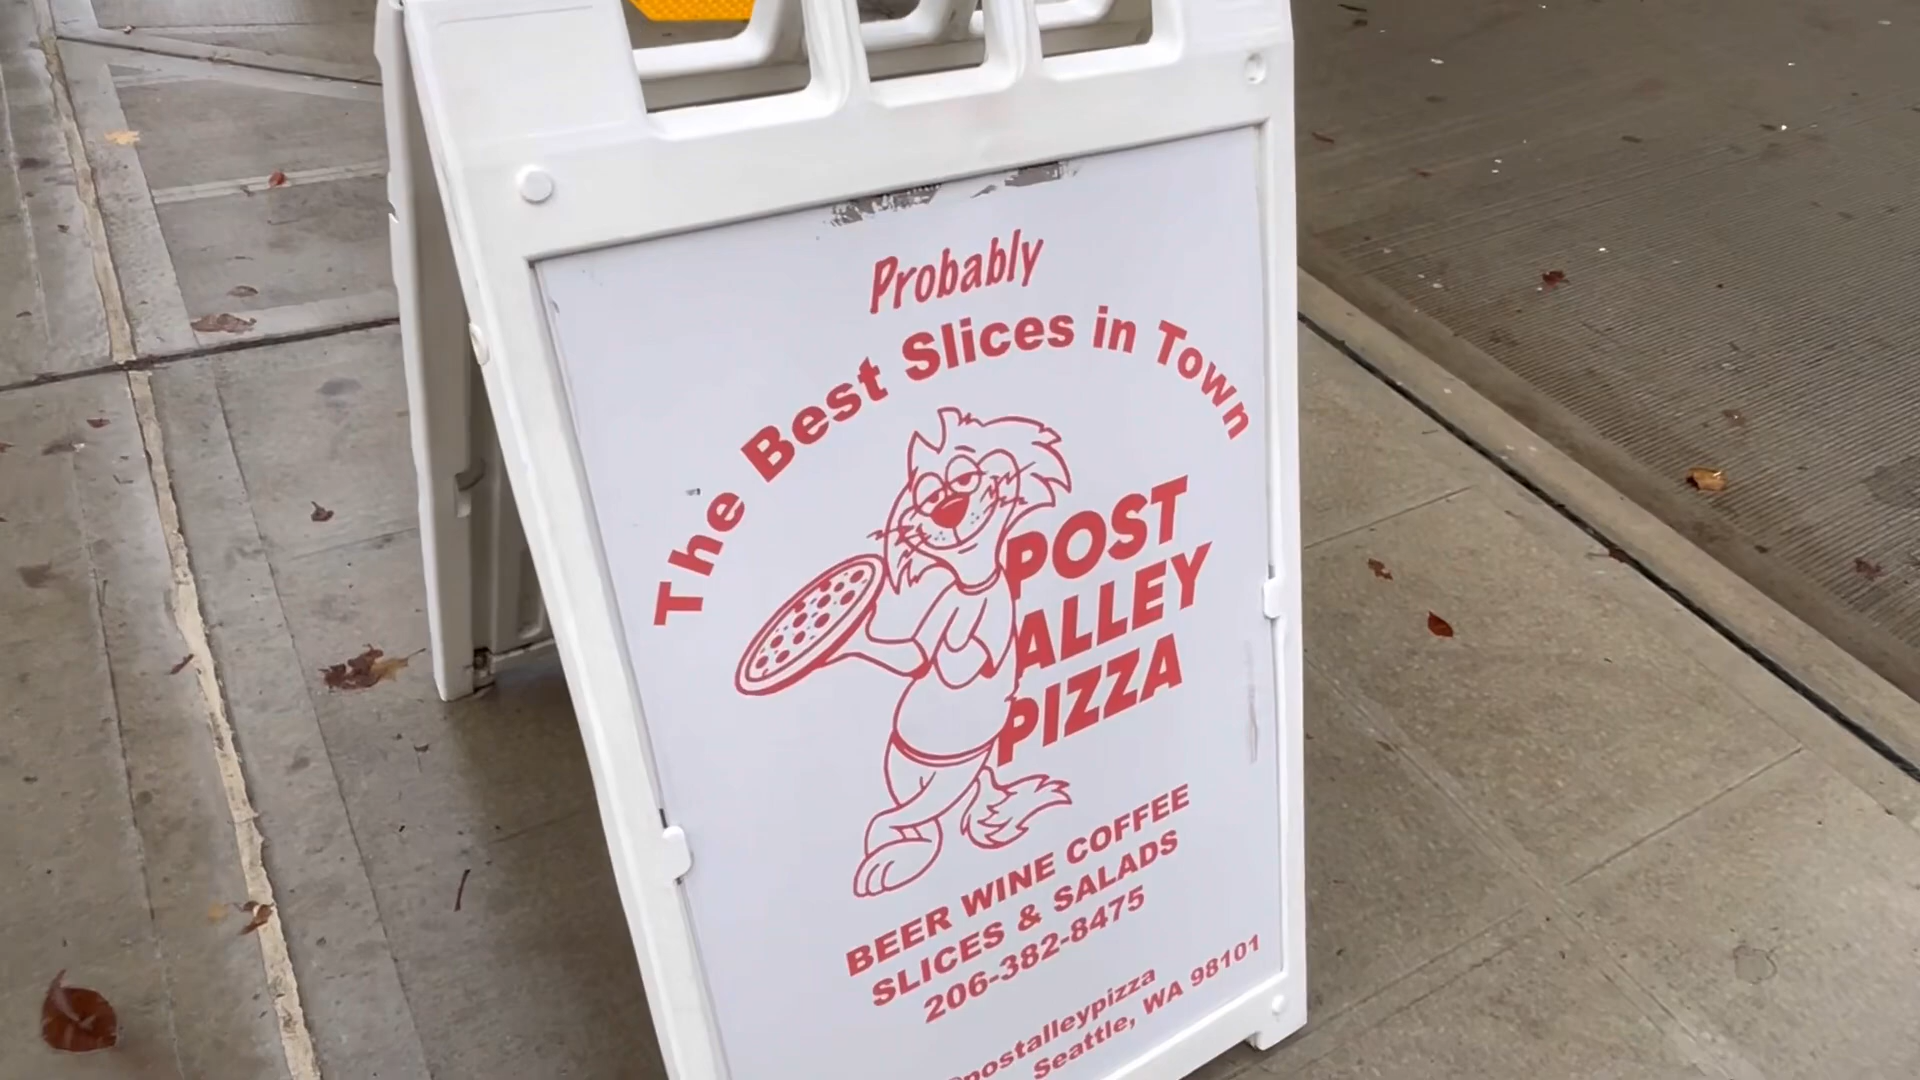 Probably
The Best Slices in Town
POST
ALLEY
PIZZA
BEER WINE COFFEE
SLICES & SALADS
206-382-8475
@postalleypizza
Seattle, WA 98101